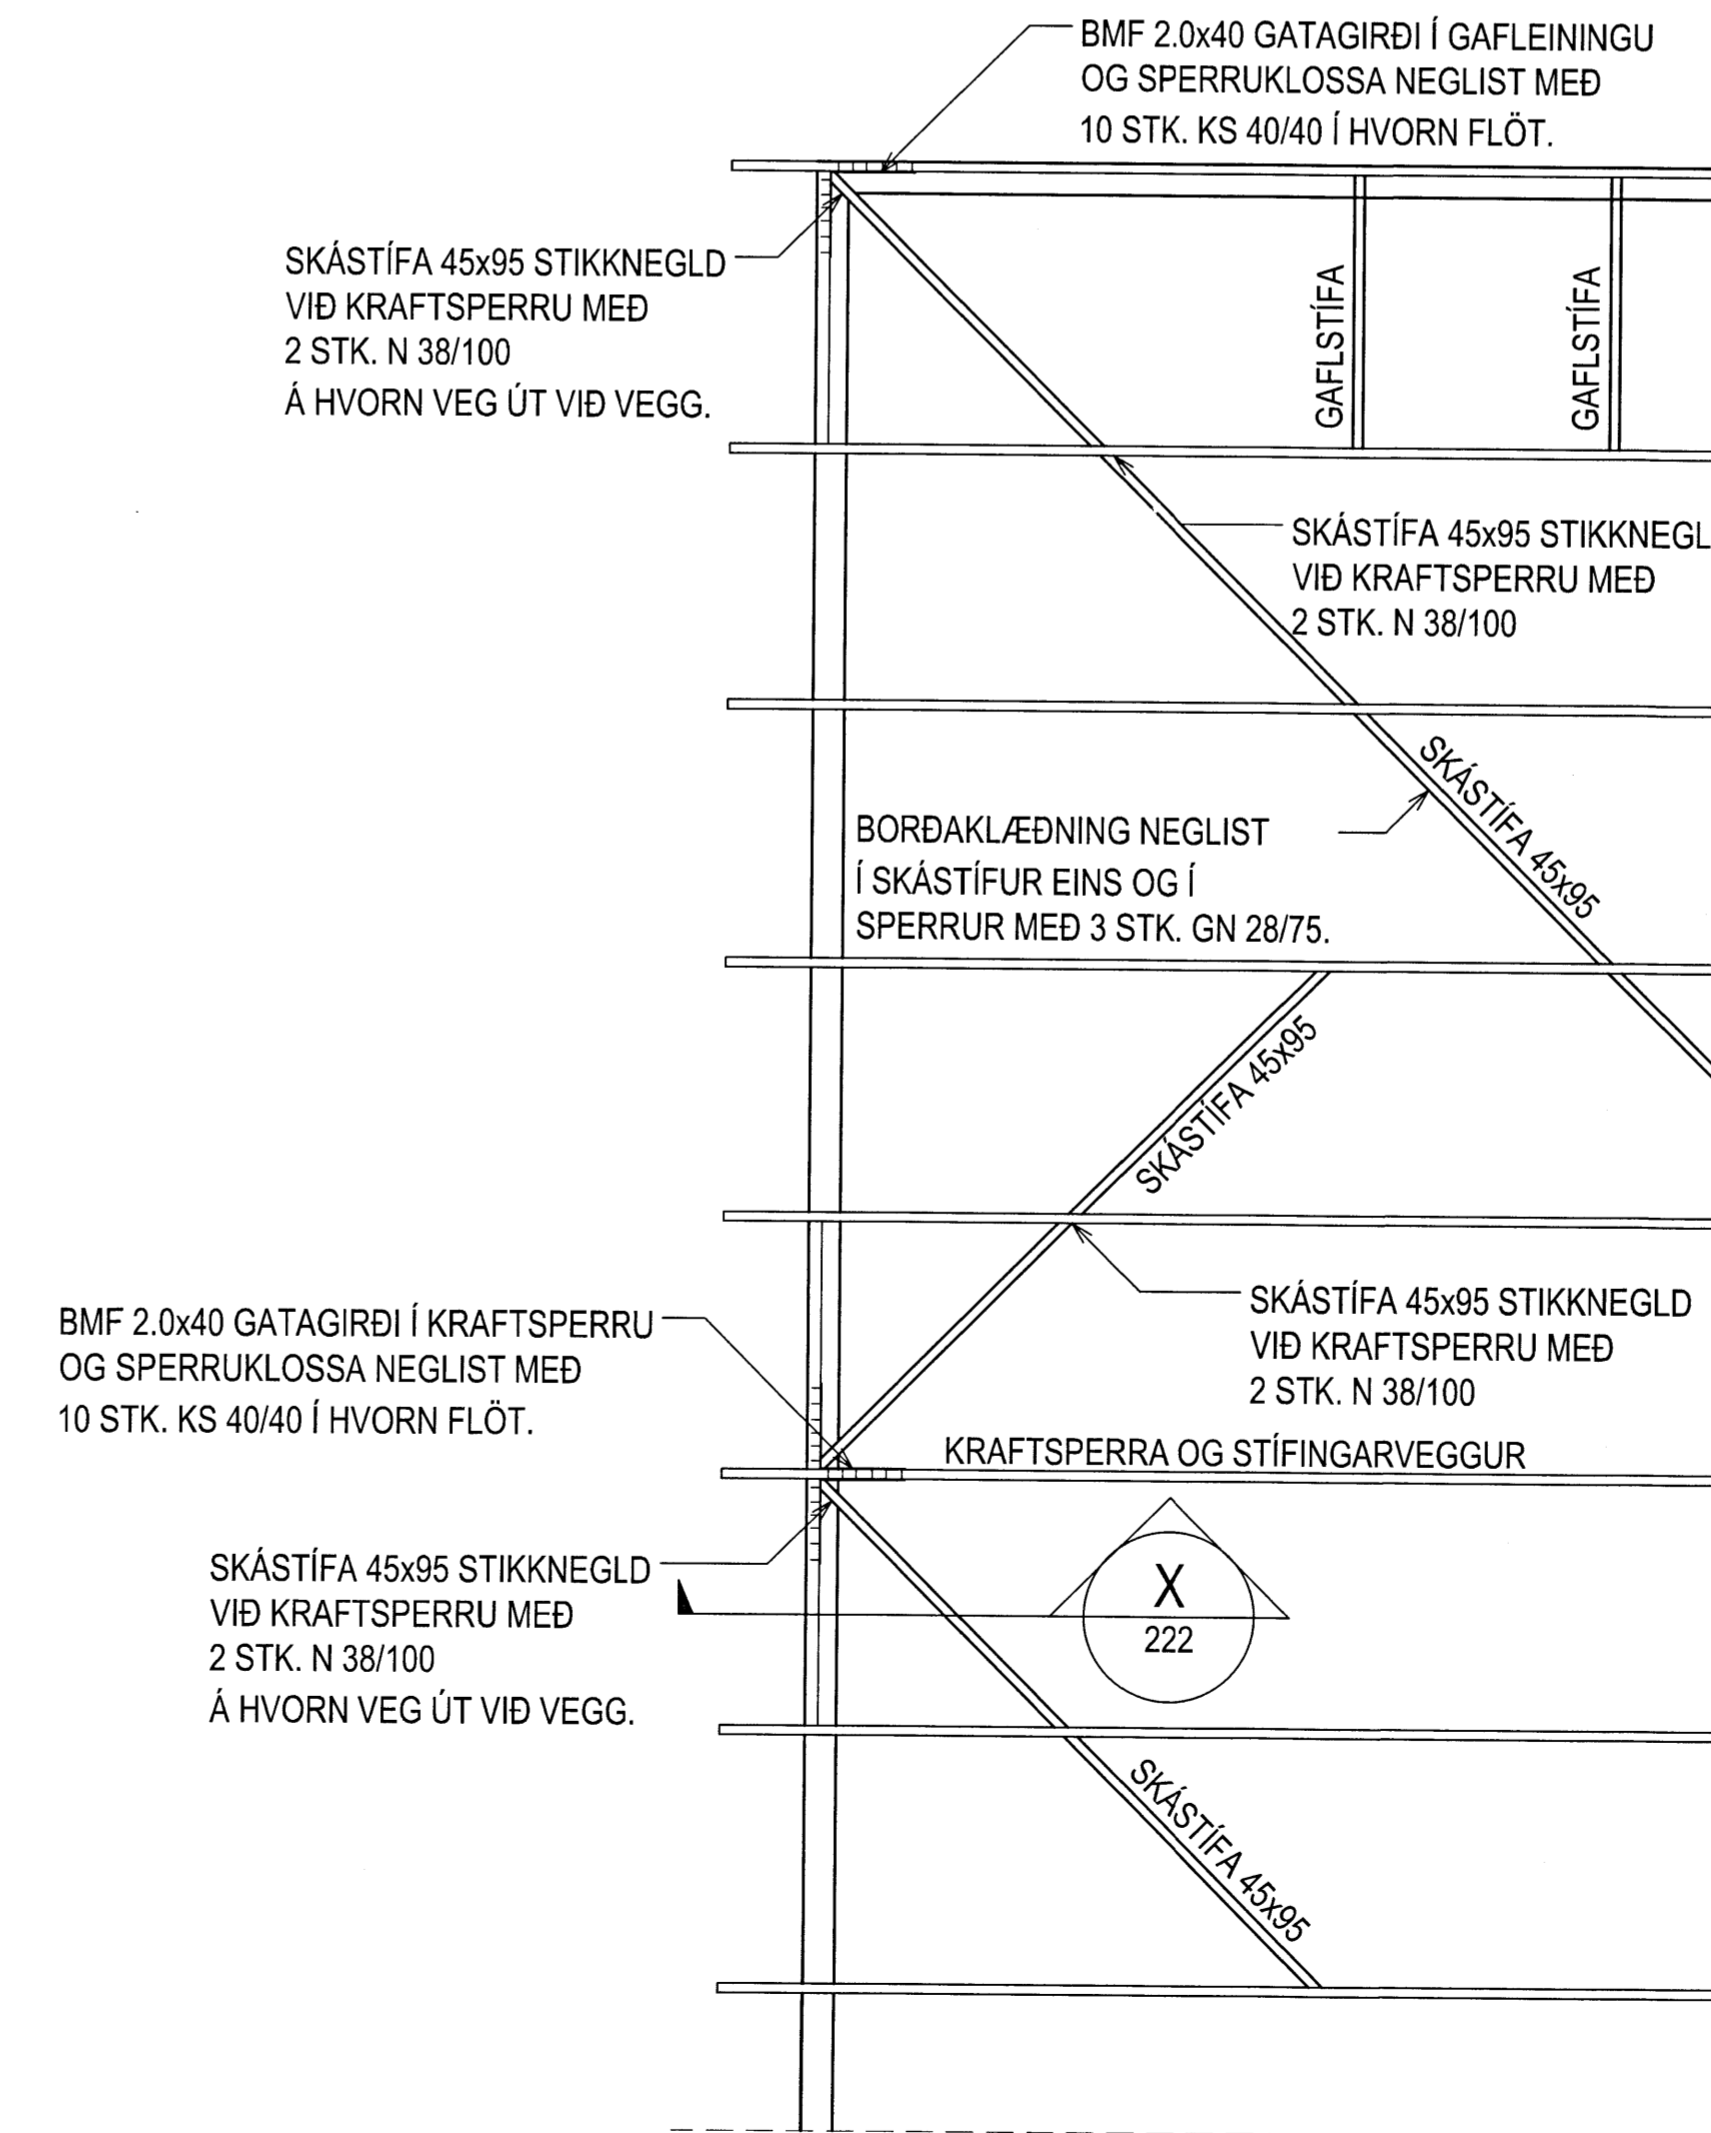 BMF 2.0x40 GATAGIRÐI Í GAFLEININGU
OG SPERRUKLOSSA NEGLIST MEÐ
10 STK. KS 40/40 Í HVORN FLÖT.
SKÁSTÍFA 45x95 STIKKNEGLD
VIÐ KRAFTSPERRU MEÐ
2 STK. N 38/100
Á HVORN VEG ÚT VIÐ VEGG.
GAFLSTÍFA
GAFLSTÍFA
SKÁSTÍFA 45x95 STIKKNEGL
VIÐ KRAFTSPERRU MEÐ
2 STK. N 38/100
SKÁSTÍFA 45x95
BORÐAKLÆÐNING NEGLIST
Í SKÁSTÍFUR EINS OG Í
SPERRUR MEÐ 3 STK. GN 28/75.
SKÁSTÍFA 45x95
BMF 2.0x40 GATAGIRÐI Í KRAFTSPERRU
OG SPERRUKLOSSA NEGLIST MEÐ
10 STK. KS 40/40 Í HVORN FLÖT.
SKÁSTÍFA 45x95 STIKKNEGLD
VIÐ KRAFTSPERRU MEÐ
2 STK. N 38/100
KRAFTSPERRA OG STÍFINGARVEGGUR
SKÁSTÍFA 45x95 STIKKNEGLD
VIÐ KRAFTSPERRU MEÐ
2 STK. N 38/100
Á HVORN VEG ÚT VIÐ VEGG.
X
222
SKÁSTÍFA 45x95